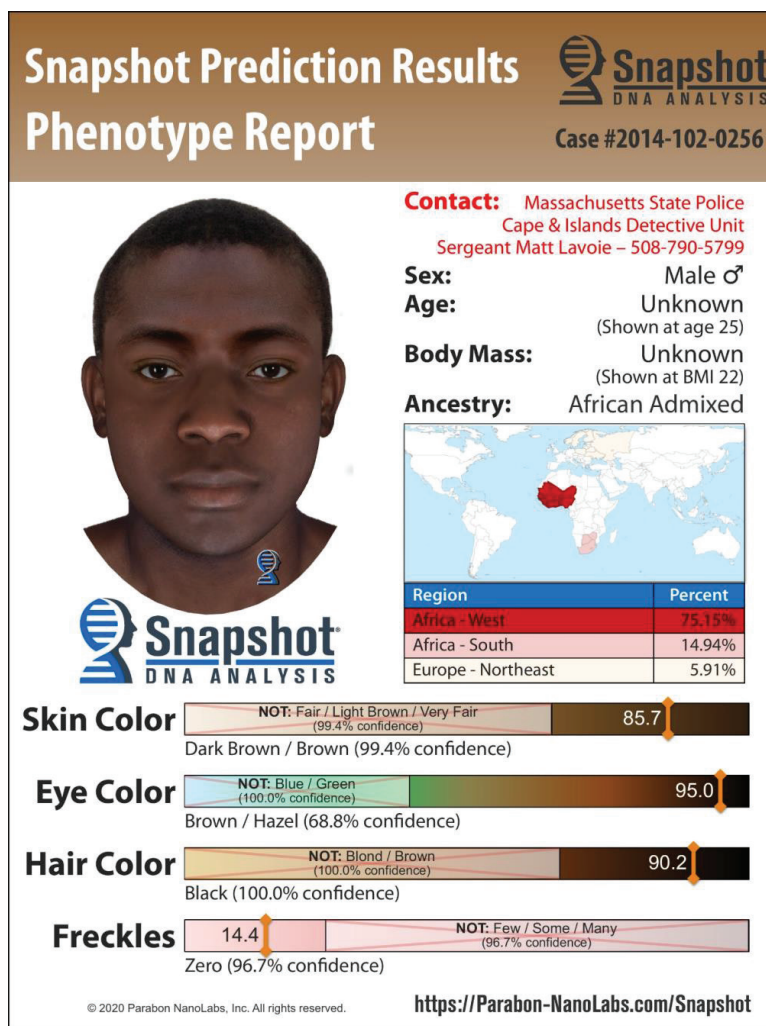 Snapshot Prediction Results
Phenotype Report
Snapshot
DNA ANALYSIS
Case #2014-102-0256
Contact: Massachusetts State Police
Cape & Islands Detective Unit
Sergeant Matt Lavoie – 508-790-5799
Sex: Male ♂
Age: Unknown
(Shown at age 25)
Body Mass: Unknown
(Shown at BMI 22)
Ancestry: African Admixed
Region Percent
Africa - West 75.15%
Africa - South 14.94%
Europe - Northeast 5.91%
Snapshot®
DNA ANALYSIS
Skin Color NOT: Fair / Light Brown / Very Fair 85.7
(99.4% confidence)
Dark Brown / Brown (99.4% confidence)
Eye Color NOT: Blue / Green 95.0
(100.0% confidence)
Brown / Hazel (68.8% confidence)
Hair Color NOT: Blond / Brown 90.2
(100.0% confidence)
Black (100.0% confidence)
Freckles 14.4 NOT: Few / Some / Many
(96.7% confidence)
Zero (96.7% confidence)
© 2020 Parabon NanoLabs, Inc. All rights reserved.
https://Parabon-NanoLabs.com/Snapshot